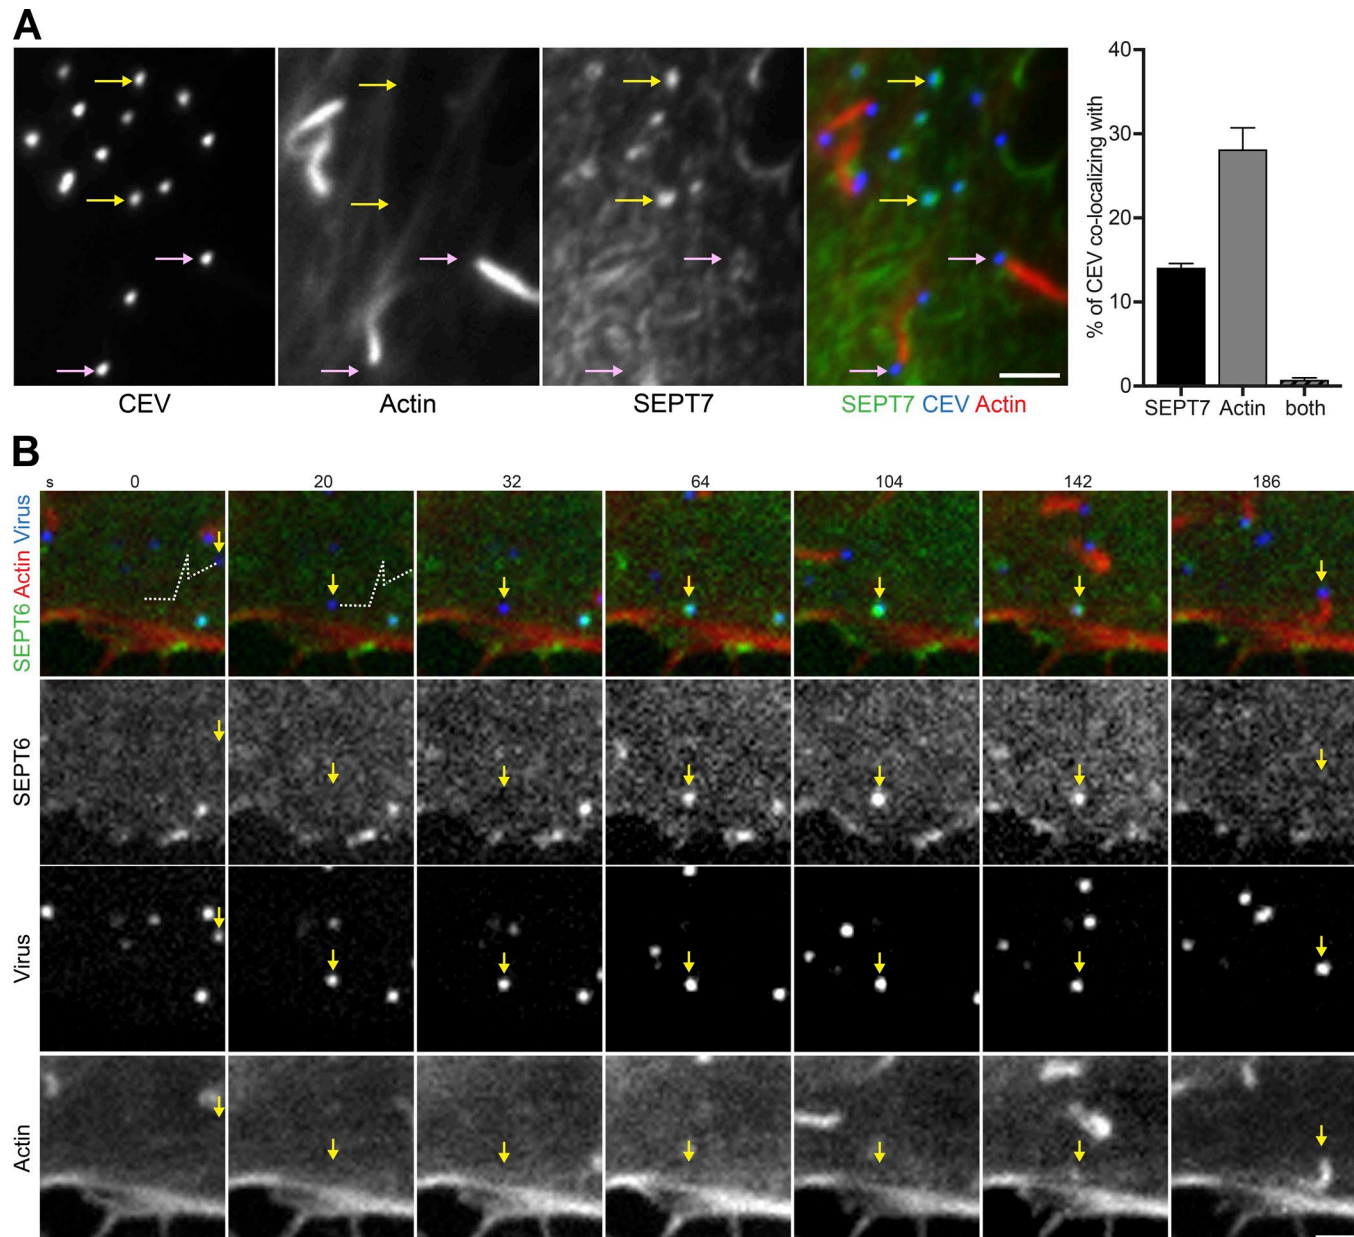 A
CEV
Actin
SEPT7
SEPT7 CEV Actin
% of CEV co-localizing with
40
30
20
10
0
SEPT7 Actin both
B
s 0 20 32 64 104 142 186
SEPT6 Actin Virus
SEPT6
Virus
Actin